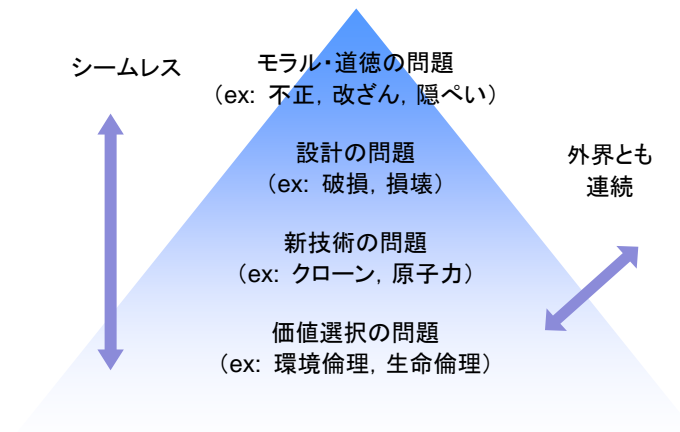 シームレス
モラル・道徳の問題
（ex: 不正，改ざん，隠ぺい）
設計の問題
（ex: 破損，損壊）
外界とも
連続
新技術の問題
（ex: クローン，原子力）
価値選択の問題
（ex: 環境倫理，生命倫理）